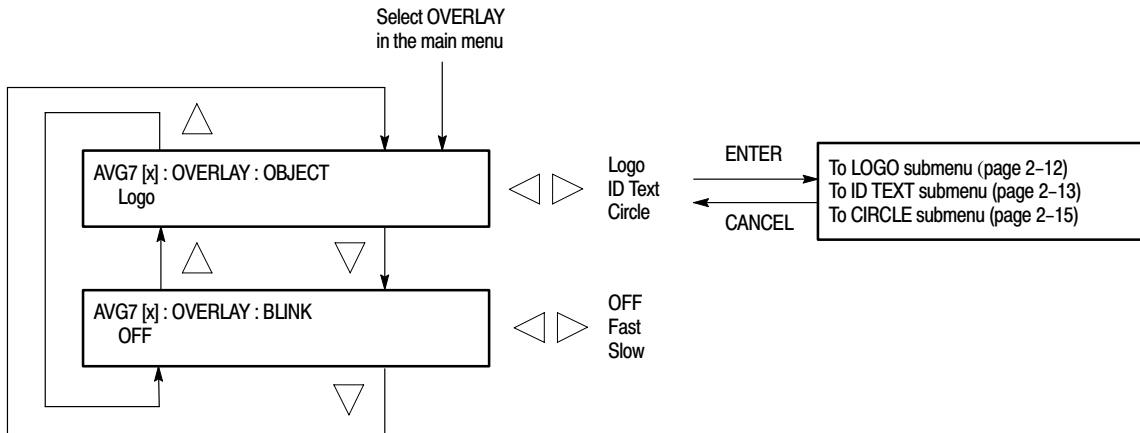 Select OVERLAY
in the main menu
AVG7 [x] : OVERLAY : OBJECT
Logo
Logo
ID Text
Circle
ENTER
CANCEL
To LOGO submenu (page 2–12)
To ID TEXT submenu (page 2–13)
To CIRCLE submenu (page 2–15)
AVG7 [x] : OVERLAY : BLINK
OFF
OFF
Fast
Slow